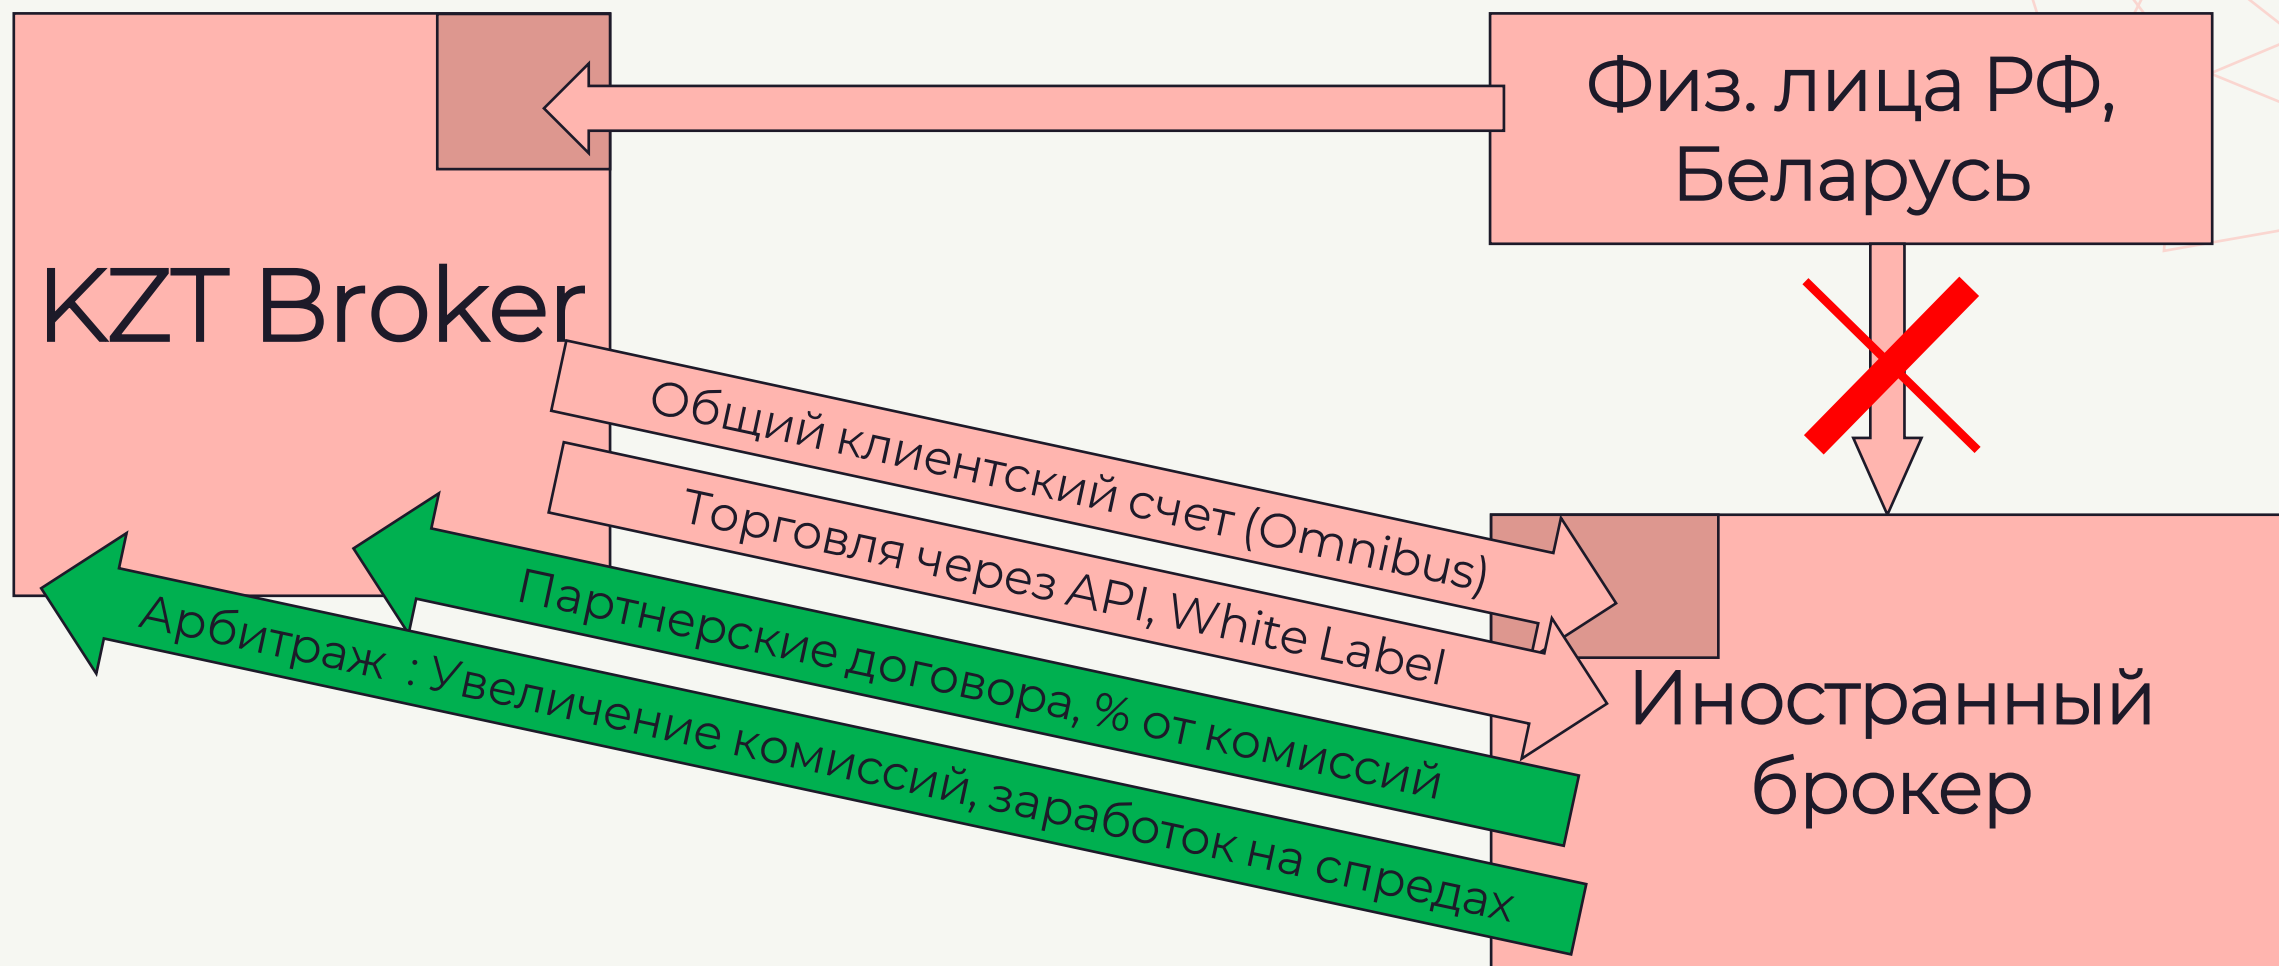 Физ. лица РФ,
Беларусь
KZT Broker
Общий клиентский счет (Omnibus)
Торговля через API, White Label
Партнерские договора, % от комиссий
Арбитраж  : Увеличение комиссий, заработок на спредах
Иностранный
брокер